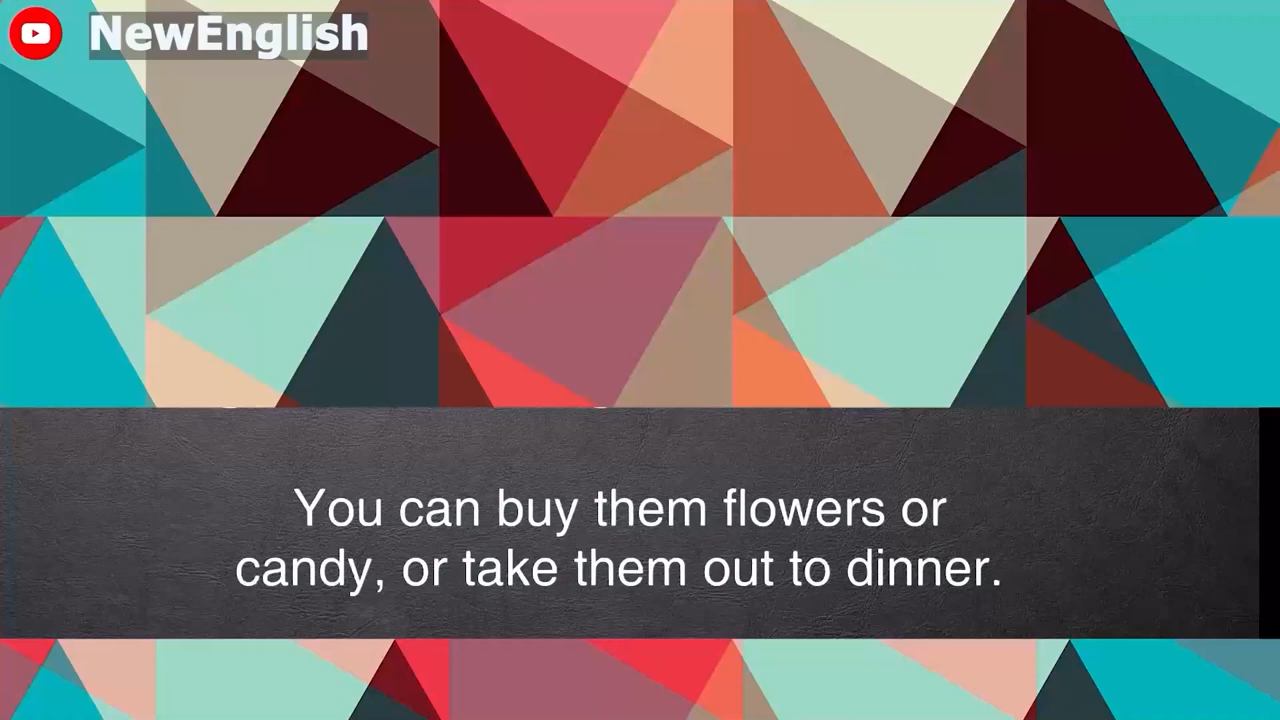 NewEnglish
You can buy them flowers or
candy, or take them out to dinner.